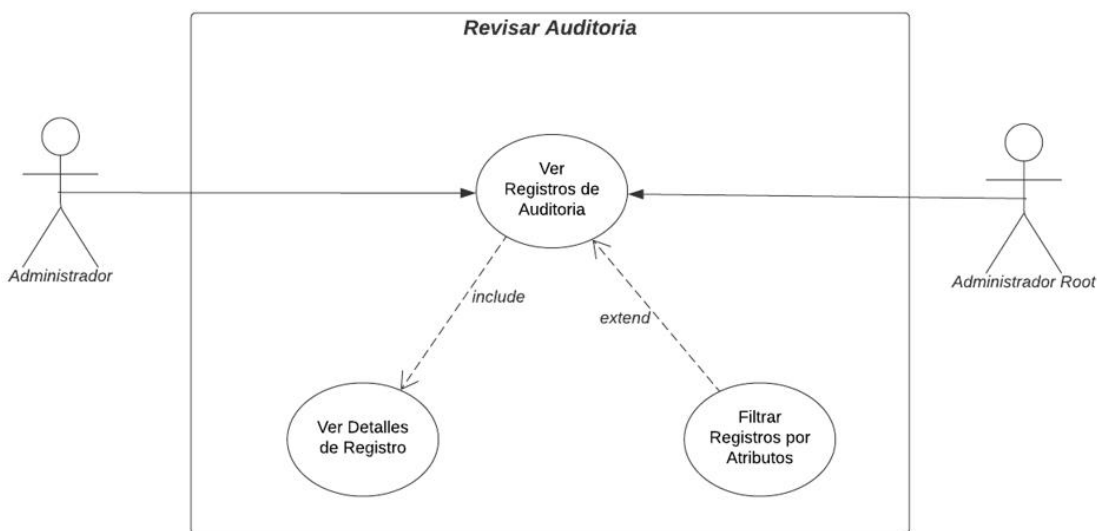 Revisar Auditoria
Ver
Registros de
Auditoria
Administrador
Administrador Root
include
extend
Ver Detalles
de Registro
Filtrar
Registros por
Atributos